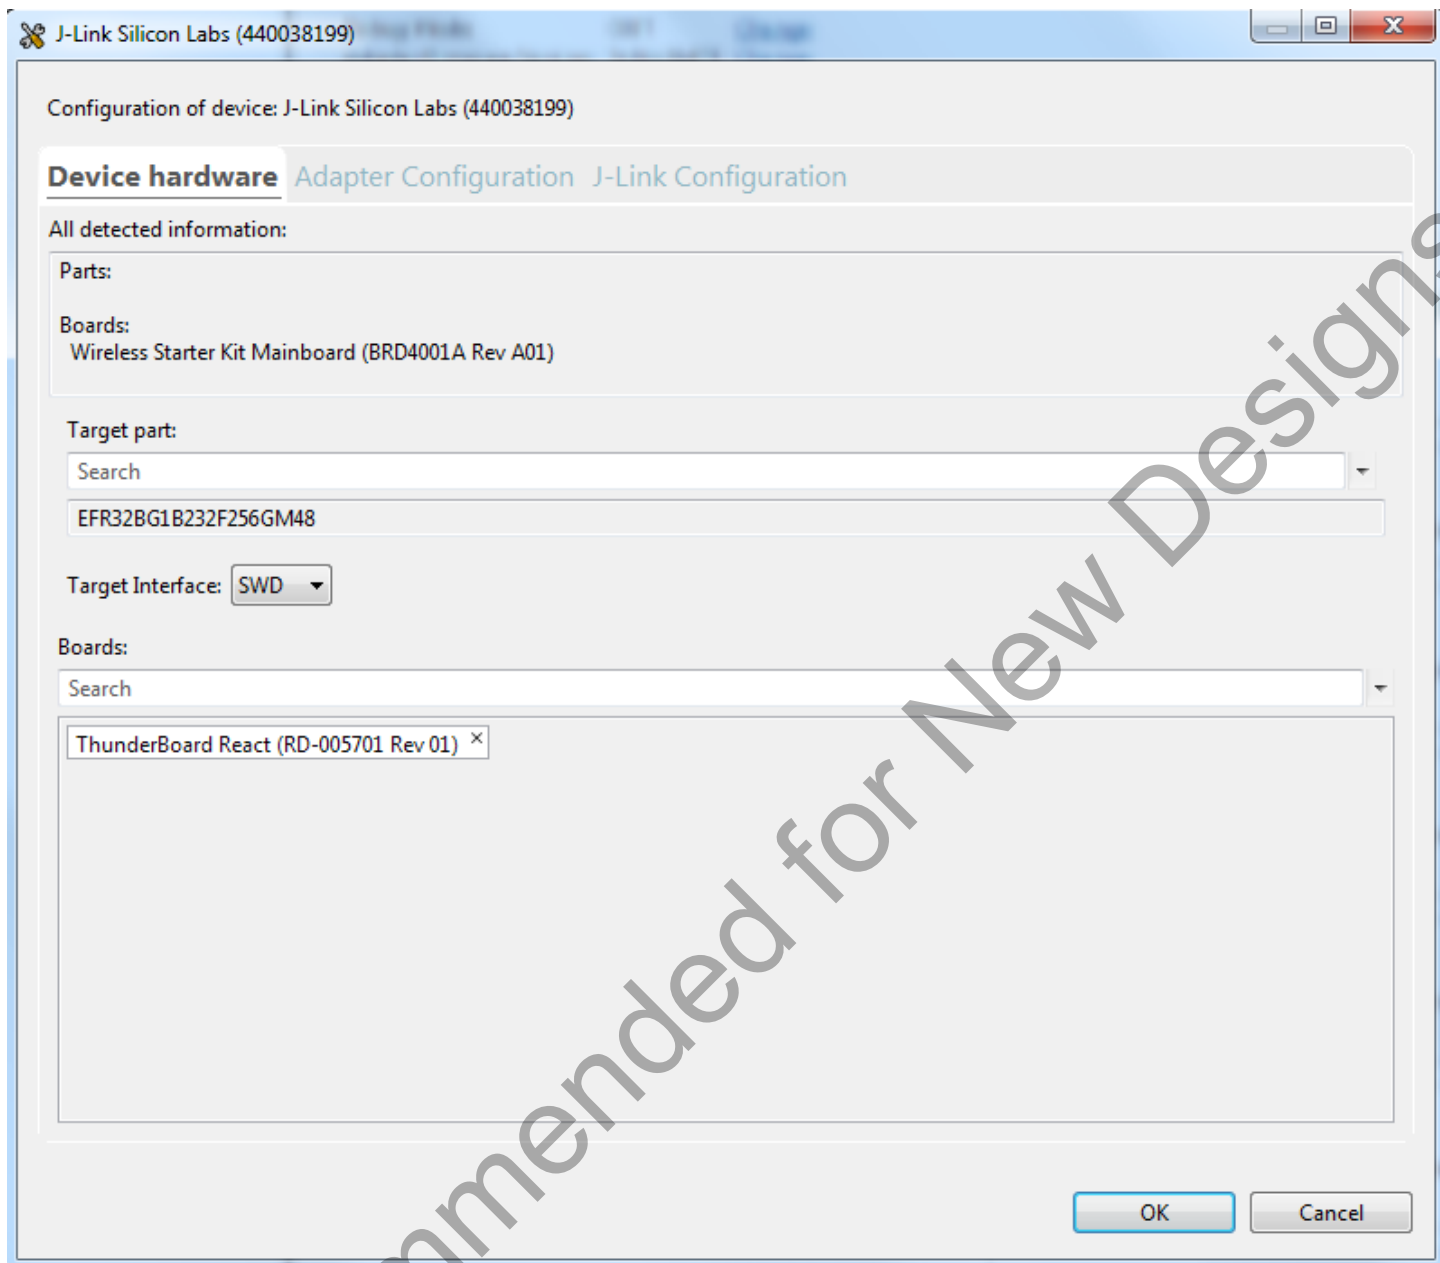 J-Link Silicon Labs (440038199)
Configuration of device: J-Link Silicon Labs (440038199)
Device hardware Adapter Configuration J-Link Configuration
All detected information:
Parts:
Boards:
Wireless Starter Kit Mainboard (BRD4001A Rev A01)
Target part:
Search
EFR32BG1B232F256GM48
Target Interface: SWD
Boards:
Search
ThunderBoard React (RD-005701 Rev 01) ×
OK Cancel
mmended for New Designs